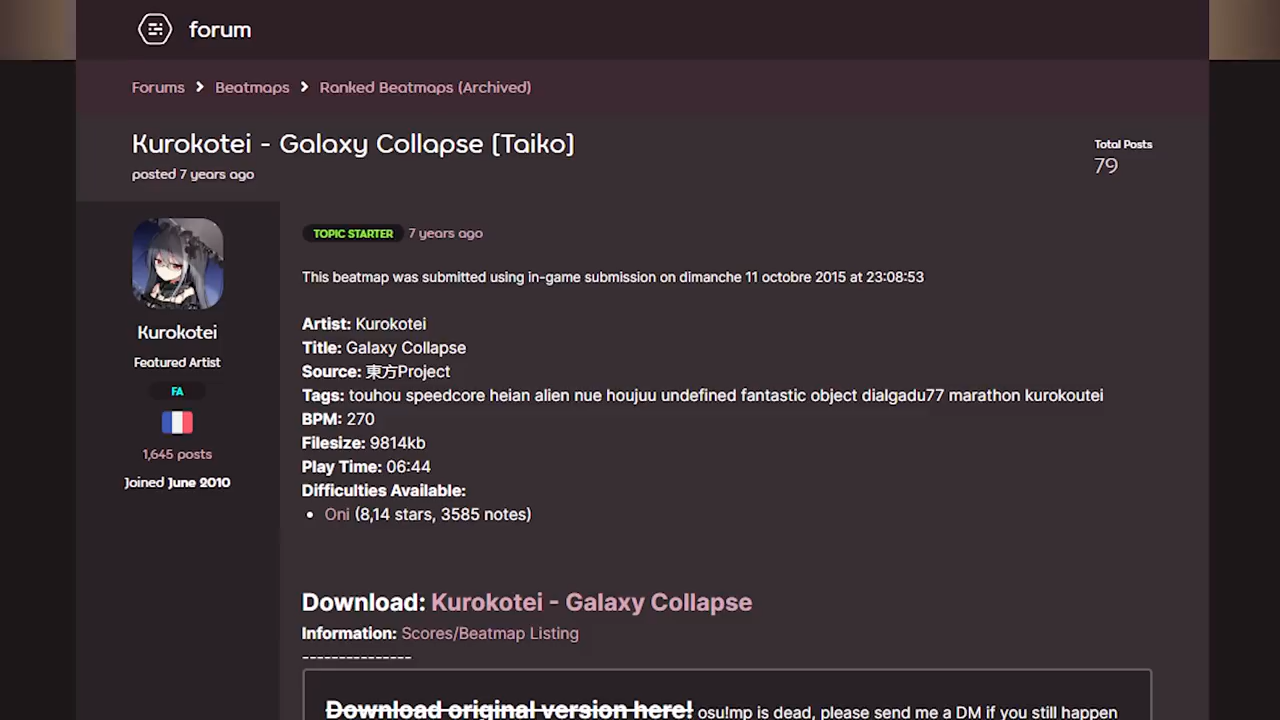 forum
Forums > Beatmaps > Ranked Beatmaps (Archived)
Kurokotei - Galaxy Collapse [Taiko]
posted 7 years ago
Total Posts
79
Kurokotei
Featured Artist
FA
1,645 posts
Joined June 2010
TOPIC STARTER 7 years ago
This beatmap was submitted using in-game submission on dimanche 11 octobre 2015 at 23:08:53
Artist: Kurokotei
Title: Galaxy Collapse
Source: 東方Project
Tags: touhou speedcore heian alien nue houjuu undefined fantastic object dialgadu77 marathon kurokoutei
BPM: 270
Filesize: 9814kb
Play Time: 06:44
Difficulties Available:
• Oni (8,14 stars, 3585 notes)
Download: Kurokotei - Galaxy Collapse
Information: Scores/Beatmap Listing
---------------
Download original version here! osu!mp is dead, please send me a DM if you still happen